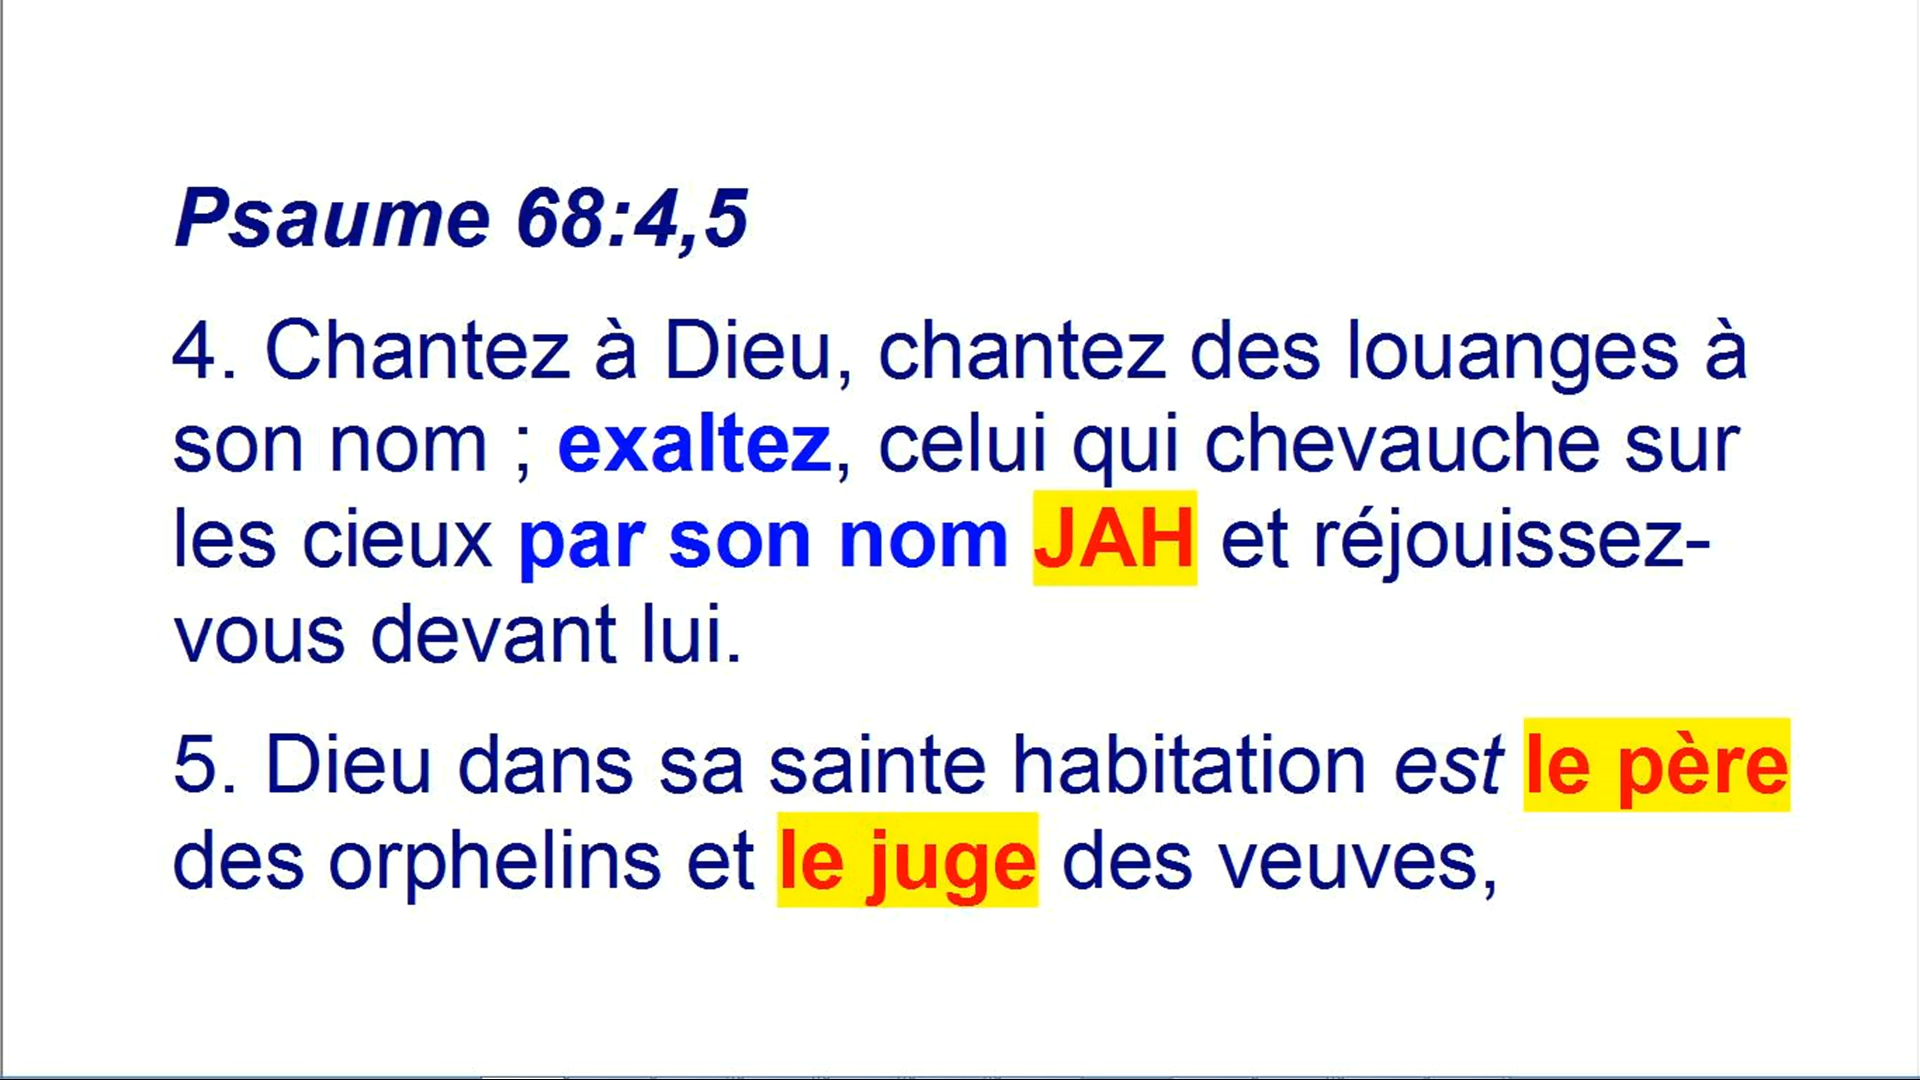 Psaume 68:4,5
4. Chantez à Dieu, chantez des louanges à
son nom ; exaltez, celui qui chevauche sur
les cieux par son nom JAH et réjouissez-
vous devant lui.
5. Dieu dans sa sainte habitation est le père
des orphelins et le juge des veuves,